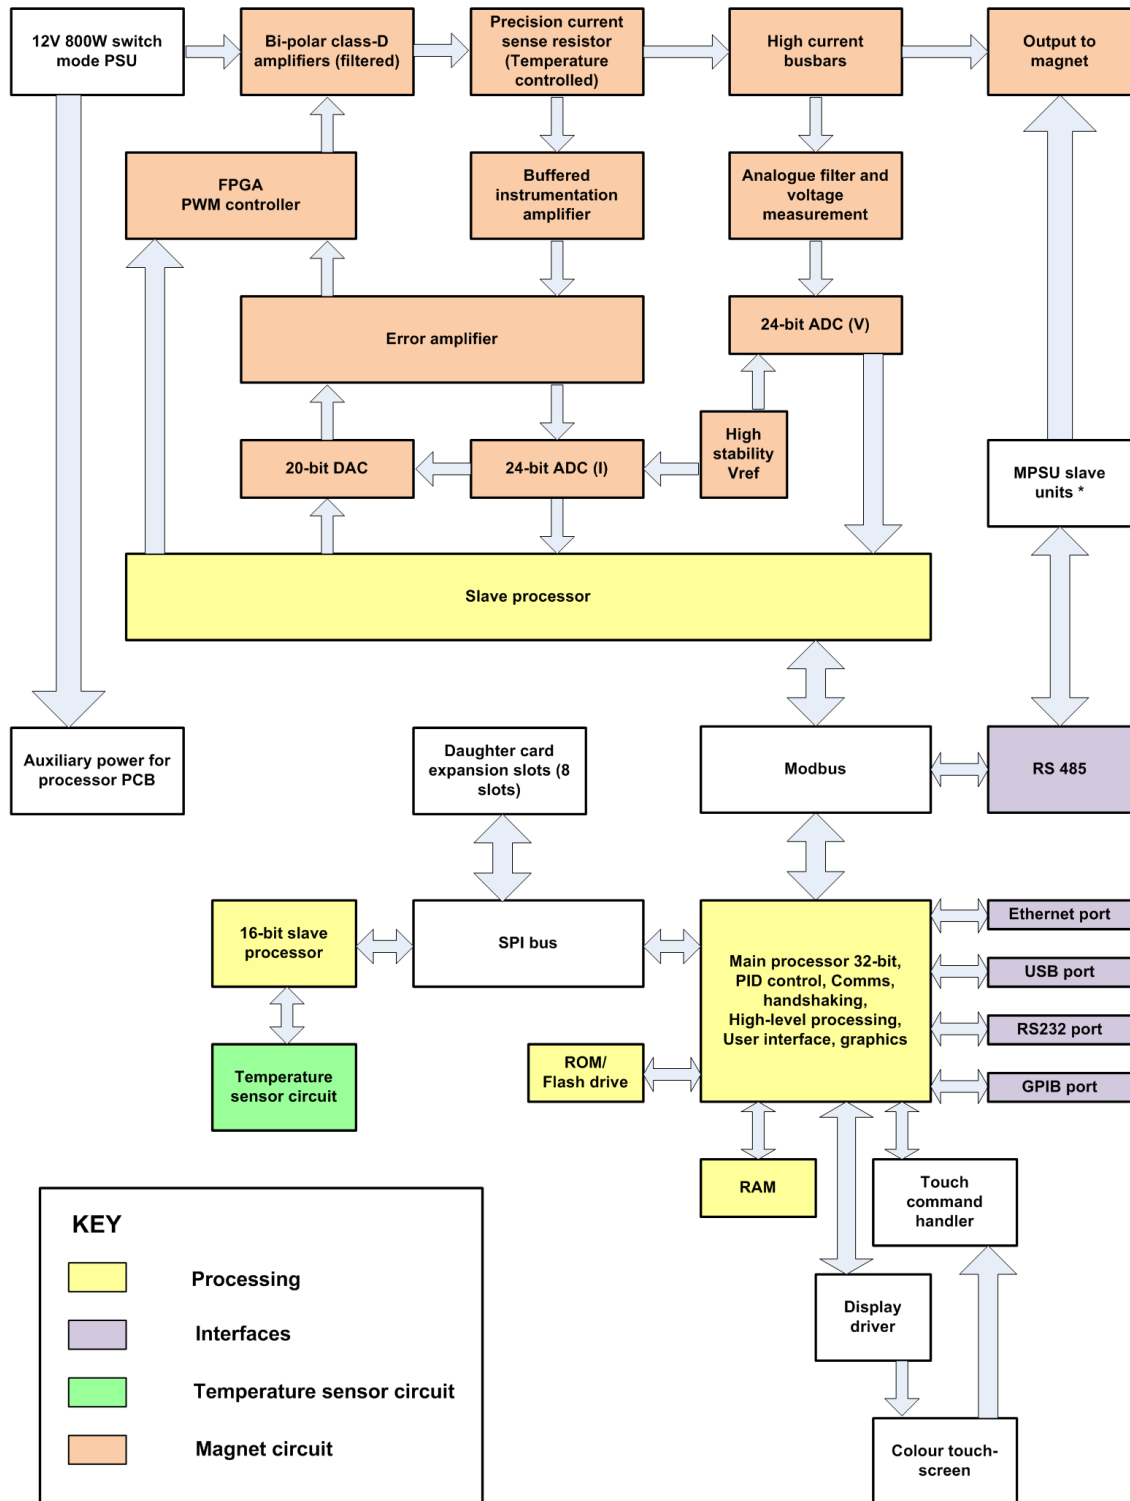 12V 800W switch
mode PSU
Bi-polar class-D
amplifiers (filtered)
Precision current
sense resistor
(Temperature
controlled)
High current
busbars
Output to
magnet
FPGA
PWM controller
Buffered
instrumentation
amplifier
Analogue filter and
voltage
measurement
Error amplifier
24-bit ADC (V)
20-bit DAC
24-bit ADC (I)
High
stability
Vref
MPSU slave
units *
Slave processor
Auxiliary power for
processor PCB
Daughter card
expansion slots (8
slots)
Modbus
RS 485
16-bit slave
processor
SPI bus
Main processor 32-bit,
PID control, Comms,
handshaking,
High-level processing,
User interface, graphics
Ethernet port
USB port
RS232 port
GPIB port
Temperature
sensor circuit
ROM/
Flash drive
RAM
Touch
command
handler
Display
driver
Colour touch-
screen
KEY
Processing
Interfaces
Temperature sensor circuit
Magnet circuit